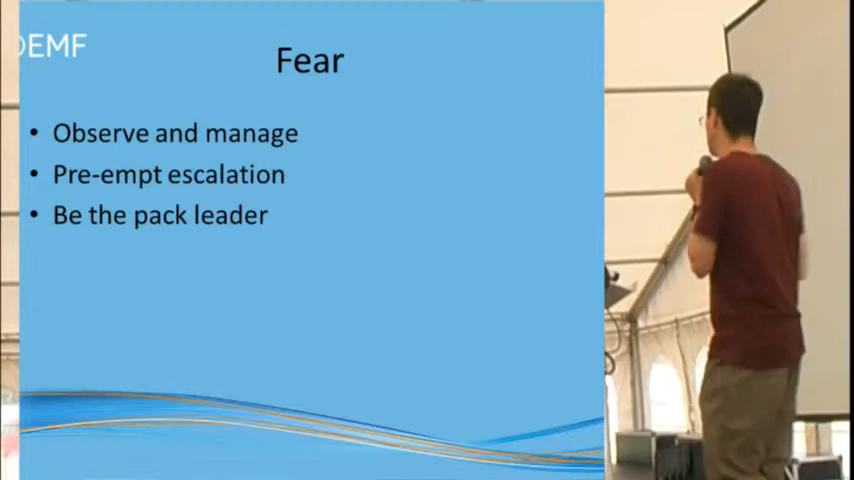 EMF
Fear
• Observe and manage
• Pre-empt escalation
• Be the pack leader